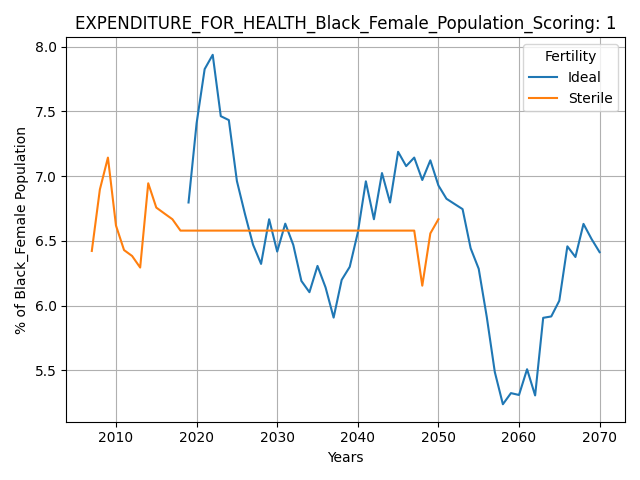 EXPENDITURE_FOR_HEALTH_Black_Female_Population_Scoring: 1
% of Black_Female Population
8.0
7.5
7.0
6.5
6.0
5.5
Fertility
Ideal
Sterile
2010 2020 2030 2040 2050 2060 2070
Years